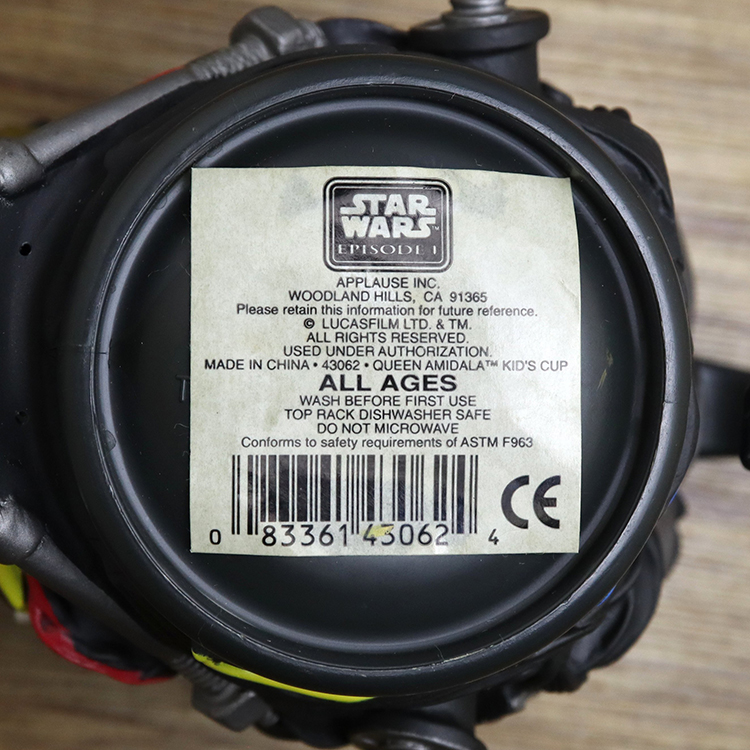 STAR
WARS™
EPISODE I
APPLAUSE INC.
WOODLAND HILLS, CA 91365
Please retain this information for future reference.
© LUCASFILM LTD. & TM.
ALL RIGHTS RESERVED.
USED UNDER AUTHORIZATION.
MADE IN CHINA • 43062 • QUEEN AMIDALA™ KID'S CUP
ALL AGES
WASH BEFORE FIRST USE
TOP RACK DISHWASHER SAFE
DO NOT MICROWAVE
Conforms to safety requirements of ASTM F963
CE
0 83361 43062 4